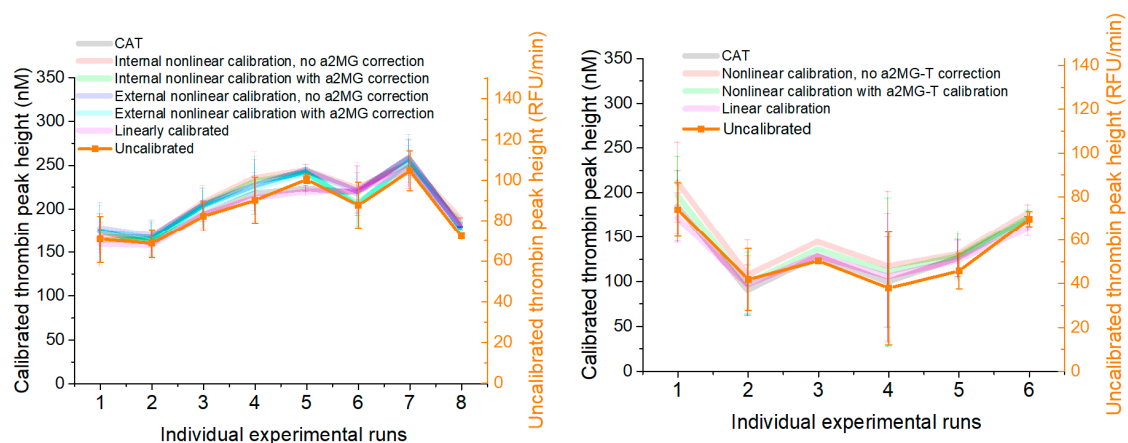 CAT
Internal nonlinear calibration, no a2MG correction
Internal nonlinear calibration with a2MG correction
External nonlinear calibration, no a2MG correction
External nonlinear calibration with a2MG correction
Linearly calibrated
Uncalibrated
Calibrated thrombin peak height (nM)
350
300
250
200
150
100
50
0
Uncalibrated thrombin peak height (RFU/min)
140
120
100
80
60
40
20
0
1 2 3 4 5 6 7 8
Individual experimental runs
CAT
Nonlinear calibration, no a2MG-T correction
Nonlinear calibration with a2MG-T calibration
Linear calibration
Uncalibrated
Calibrated thrombin peak height (nM)
350
300
250
200
150
100
50
0
Uncalibrated thrombin peak height (RFU/min)
140
120
100
80
60
40
20
0
1 2 3 4 5 6
Individual experimental runs